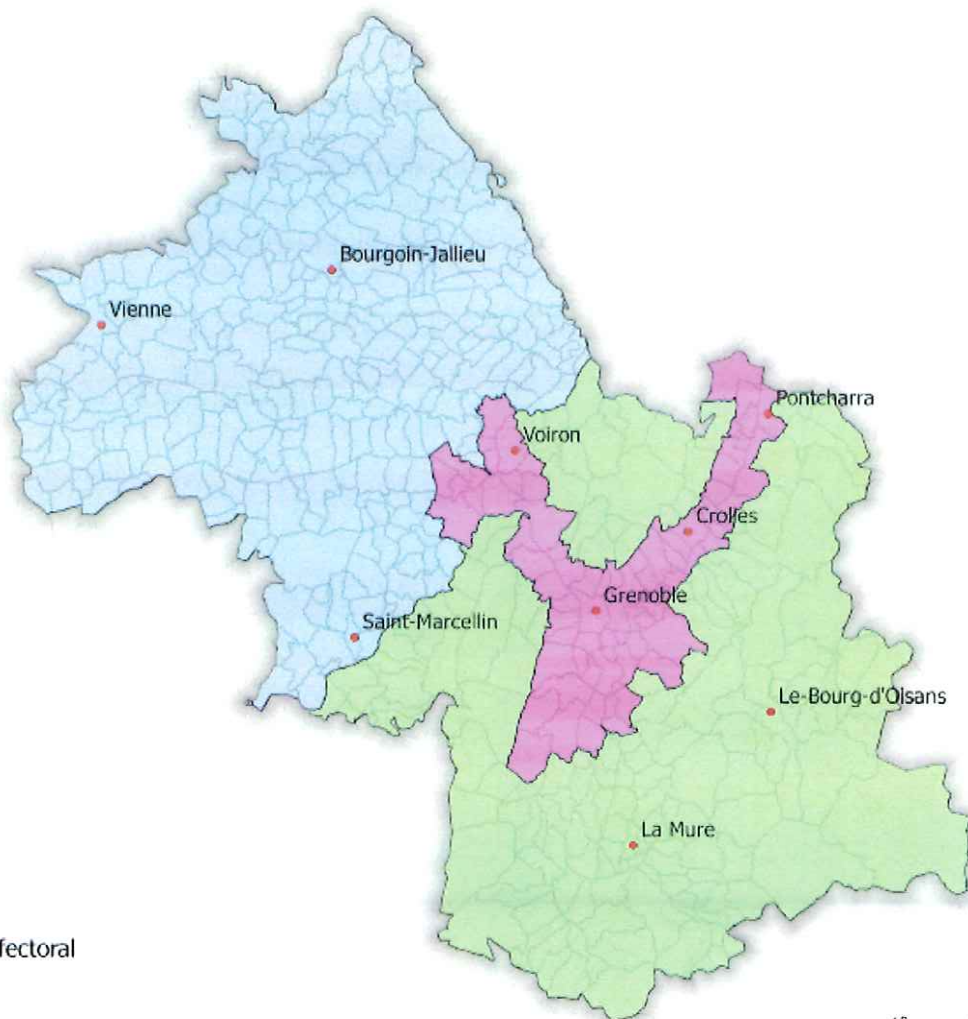 Bourgoin-Jallieu
Vienne
Pontcharra
Voiron
Crolles
Grenoble
Saint-Marcellin
Le-Bourg-d'Oisans
La Mure
fectoral